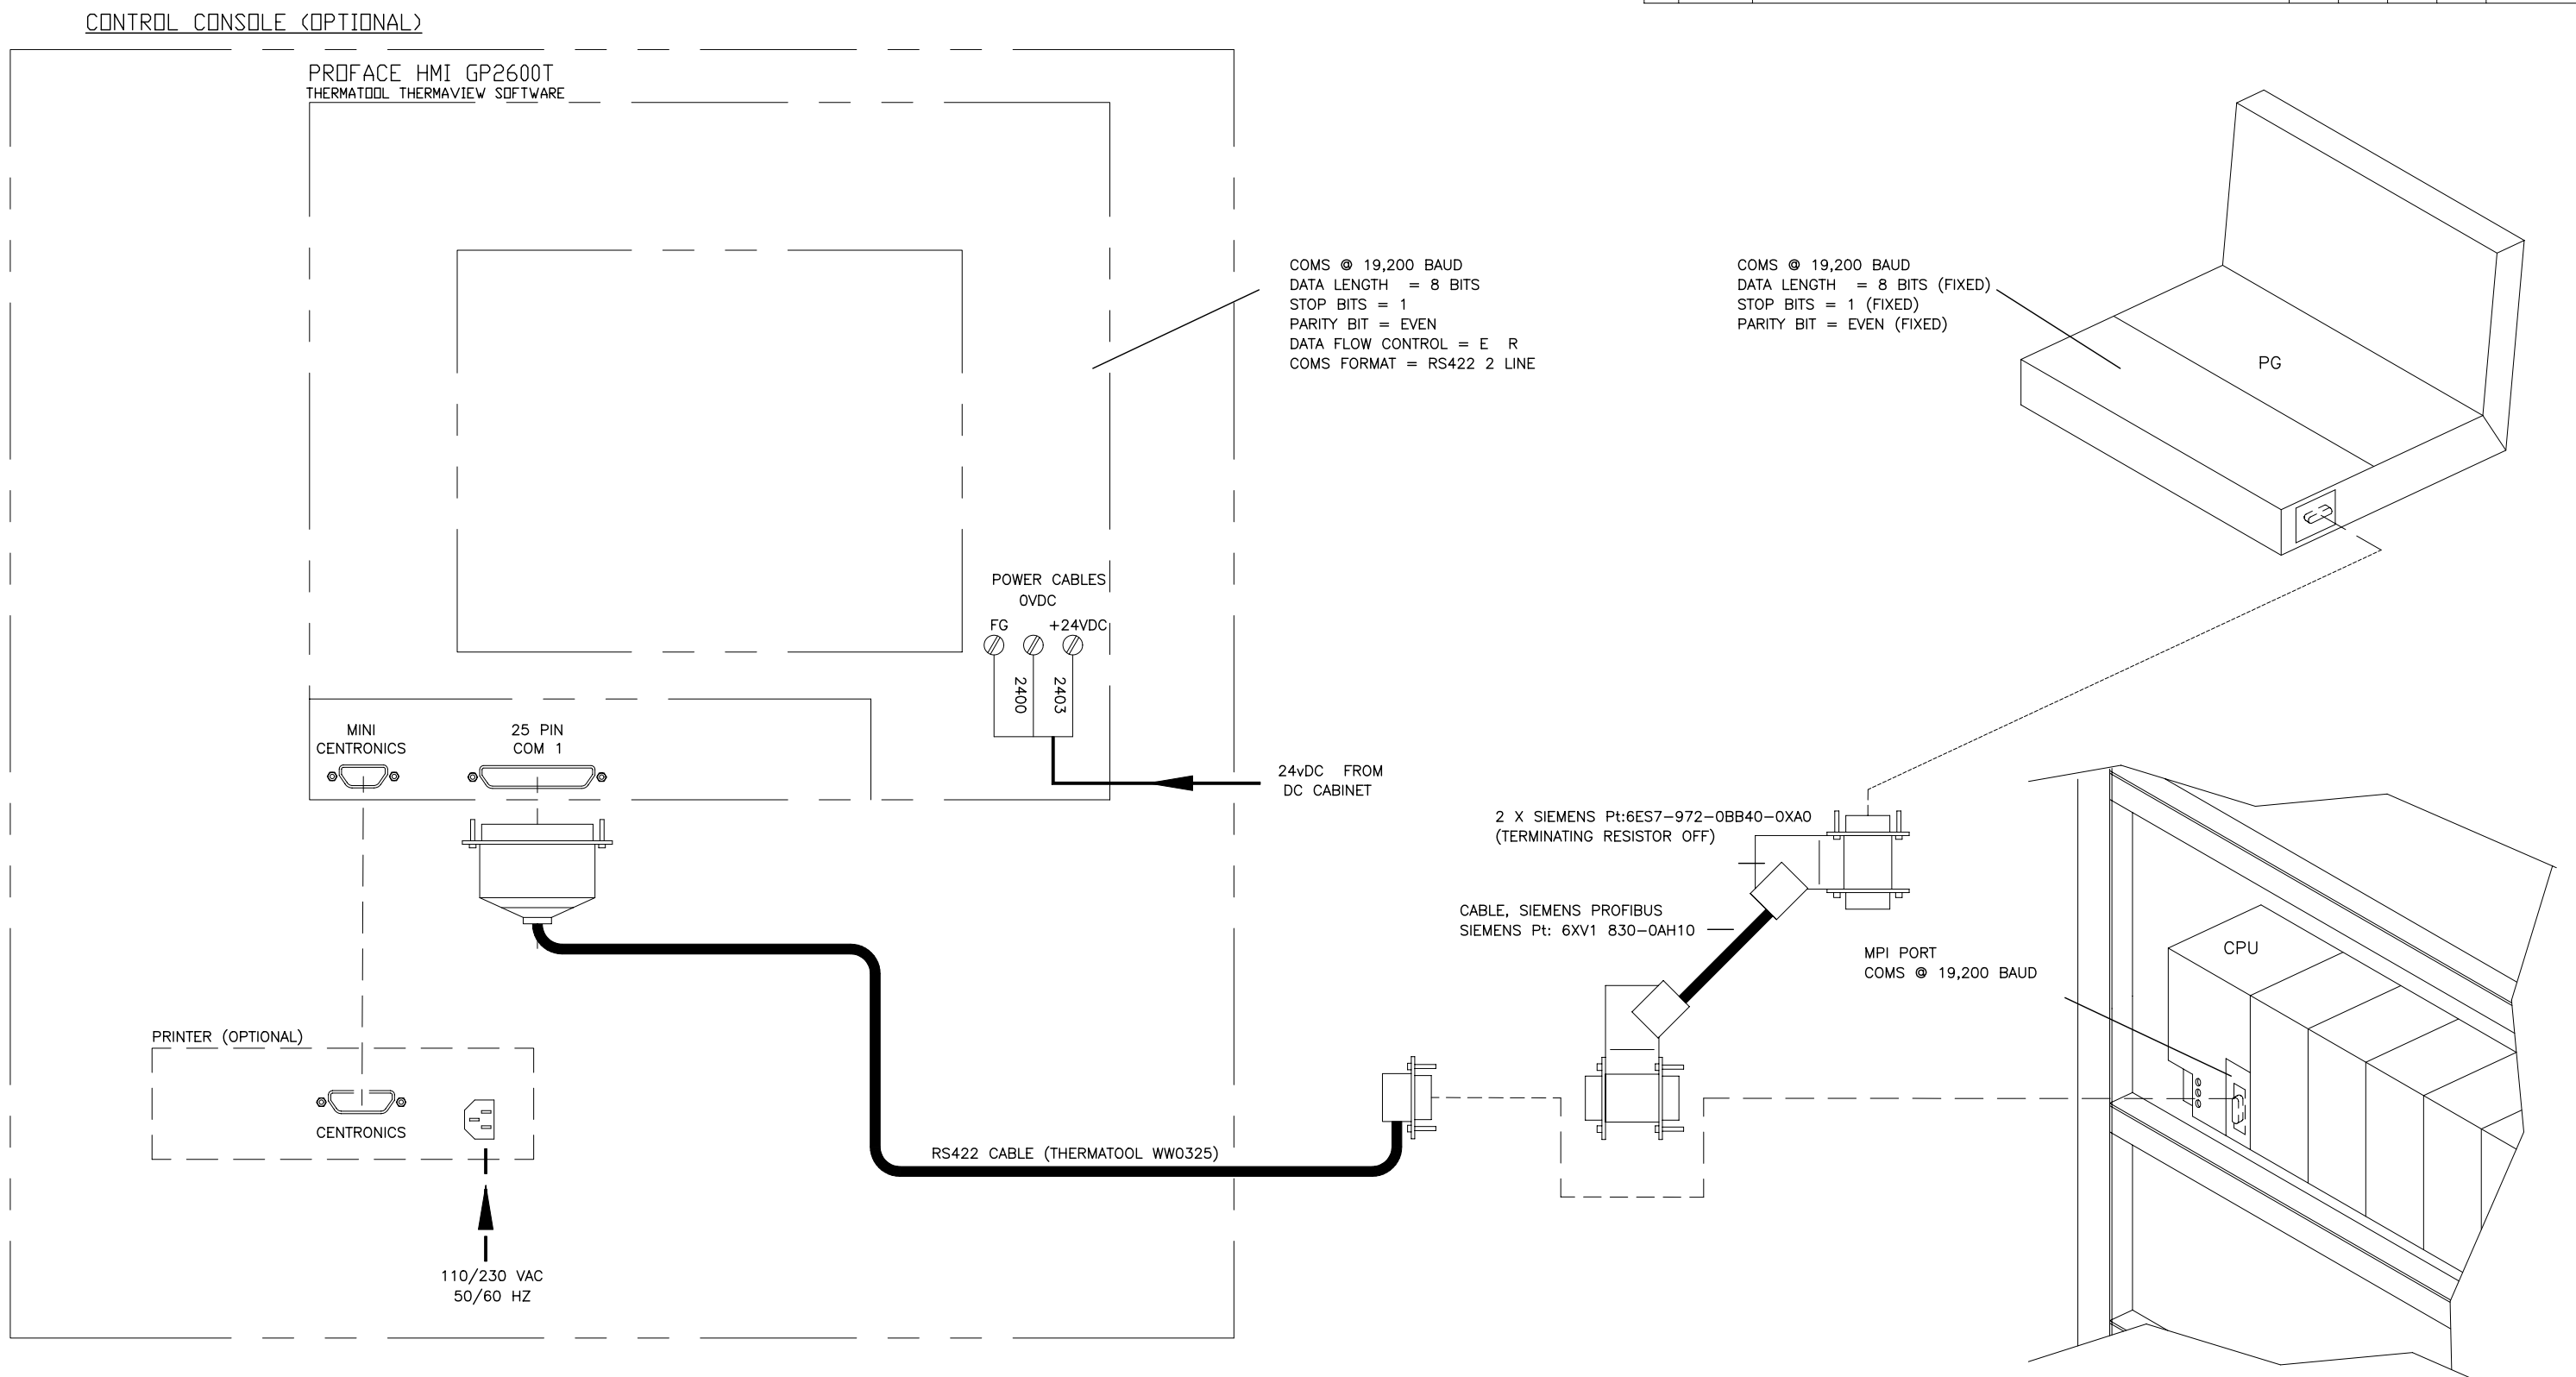 CONTROL CONSOLE (OPTIONAL)
PROFACE HMI GP2600T
THERMATOOL THERMAVIEW SOFTWARE
COMS @ 19,200 BAUD
DATA LENGTH = 8 BITS
STOP BITS = 1
PARITY BIT = EVEN
DATA FLOW CONTROL = E R
COMS FORMAT = RS422 2 LINE
COMS @ 19,200 BAUD
DATA LENGTH = 8 BITS (FIXED)
STOP BITS = 1 (FIXED)
PARITY BIT = EVEN (FIXED)
PG
POWER CABLES
0VDC
FG +24VDC
2400
2403
MINI
CENTRONICS
25 PIN
COM 1
24vDC FROM
DC CABINET
2 X SIEMENS Pt:6ES7-972-0BB40-0XA0
(TERMINATING RESISTOR OFF)
CABLE, SIEMENS PROFIBUS
SIEMENS Pt: 6XV1 830-0AH10
MPI PORT
COMS @ 19,200 BAUD
CPU
PRINTER (OPTIONAL)
CENTRONICS
RS422 CABLE (THERMATOOL WW0325)
110/230 VAC
50/60 HZ